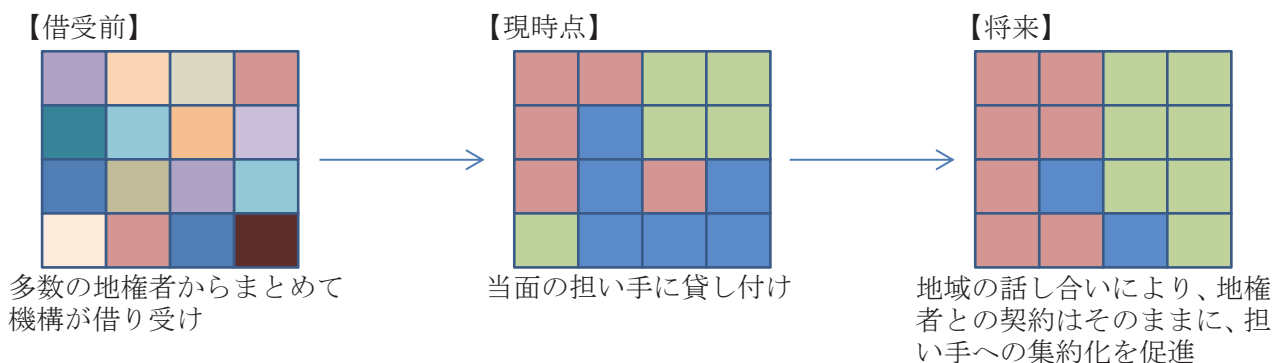 【借受前】
【現時点】
【将来】
多数の地権者からまとめて
機構が借り受け
当面の担い手に貸し付け
地域の話し合いにより、地権
者との契約はそのままに、担
い手への集約化を促進